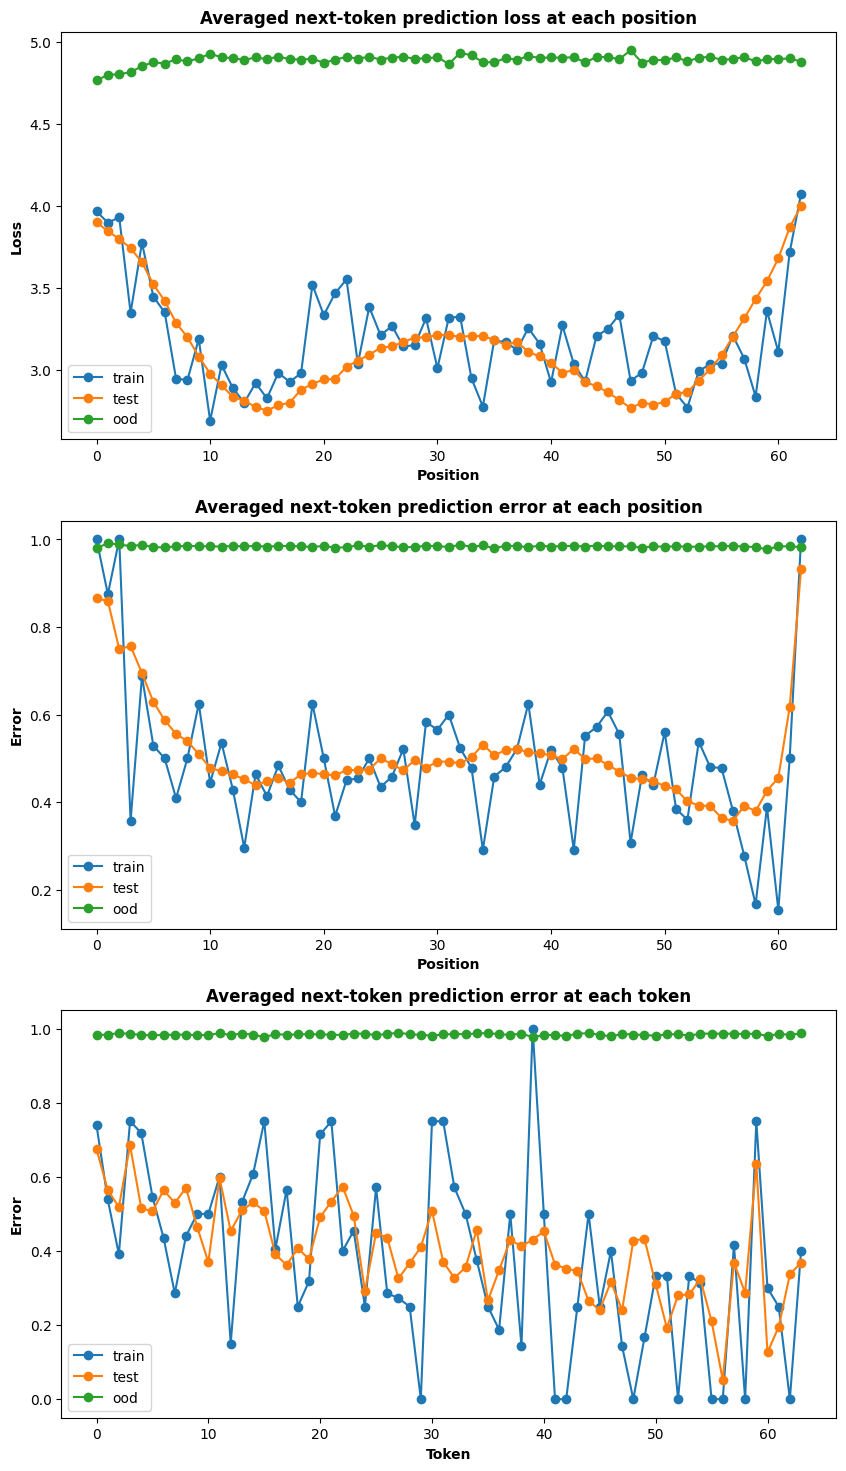 Averaged next-token prediction loss at each position
5.0
4.5
4.0
3.5
3.0
Loss
train
test
ood
0 10 20 30 40 50 60
Position
Averaged next-token prediction error at each position
1.0
0.8
0.6
0.4
0.2
Error
train
test
ood
0 10 20 30 40 50 60
Position
Averaged next-token prediction error at each token
1.0
0.8
0.6
0.4
0.2
0.0
Error
train
test
ood
0 10 20 30 40 50 60
Token